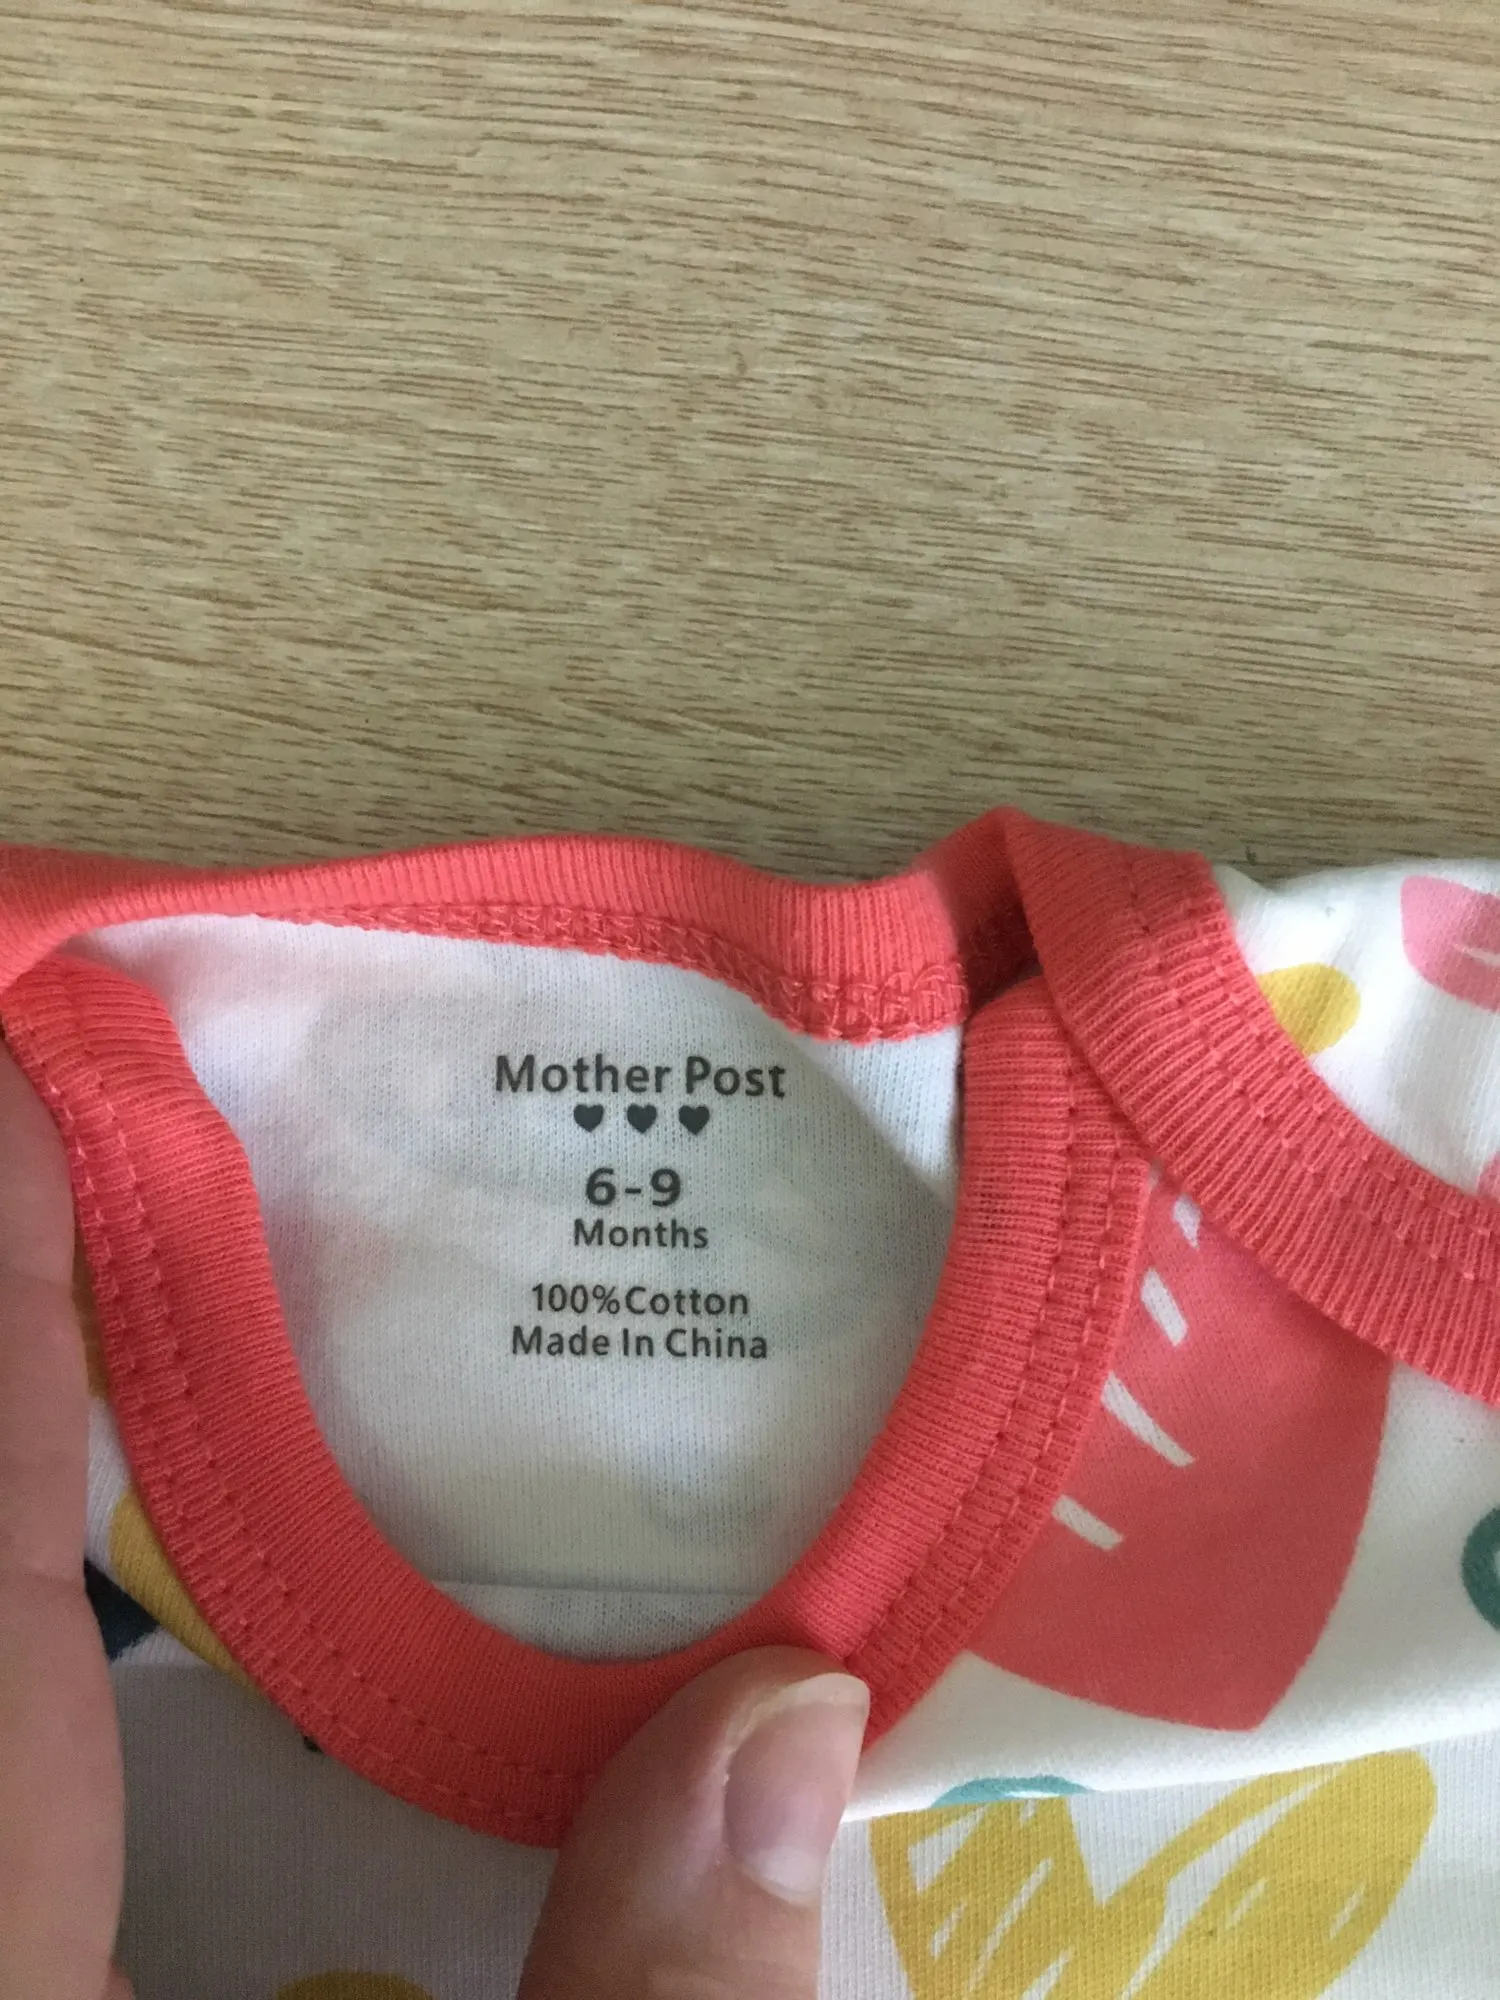 Mother Post
♥ ♥ ♥
6-9
Months
100%Cotton
Made In China